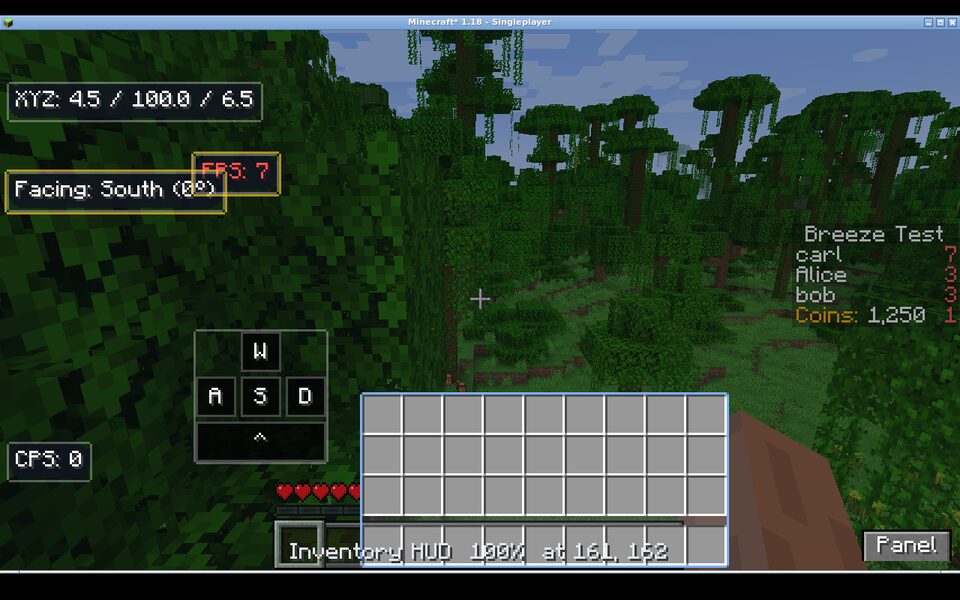 Minecraft* 1.18 - Singleplayer
XYZ: 4.5 / 100.0 / 6.5
FPS: 7
Facing: South (0º)
Breeze Test
carl 7
Alice 3
bob 3
Coins: 1,250 1
W
A S D
^
CPS: 0
Inventory HUD 100% at 161, 162
Panel